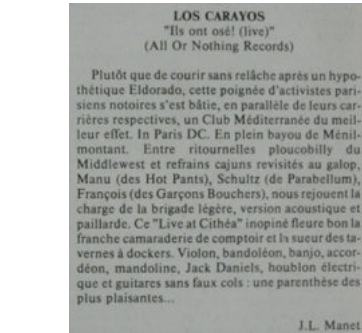 LOS CARAYOS
"Ils ont osé! (live)"
(All Or Nothing Records)
Plutôt que de courir sans relâche après un hypo-
thétique Eldorado, cette poignée d'activistes pari-
siens notoires s'est bâtie, en parallèle de leurs car-
rières respectives, un Club Méditerranée du meil-
leur effet. In Paris DC. En plein bayou de Ménil-
montant. Entre ritournelles ploucobilly du
Middlewest et refrains cajuns revisités au galop,
Manu (des Hot Pants), Schultz (de Parabellum),
François (des Garçons Bouchers), nous rejouent la
charge de la brigade légère, version acoustique et
paillarde. Ce "Live at Cithéa" inopiné fleure bon la
franche camaraderie de comptoir et la sueur des ta-
vernes à dockers. Violon, bandoléon, banjo, accor-
déon, mandoline, Jack Daniels, houblon électri-
que et guitares sans faux cols : une parenthèse des
plus plaisantes...
J.L. Manet